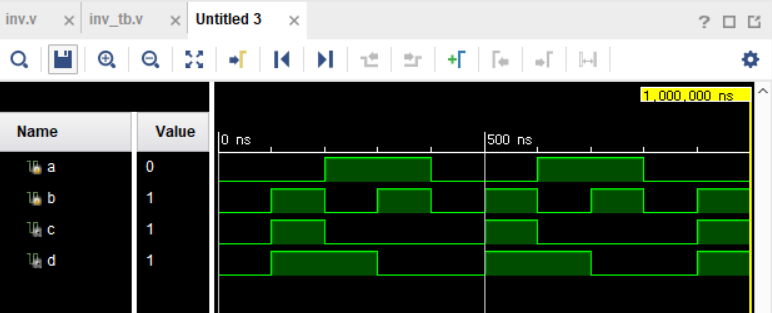 inv.v × inv_tb.v × Untitled 3 ×
?
1,000,000 ns
Name Value
0 ns 500 ns
a 0
b 1
c 1
d 1